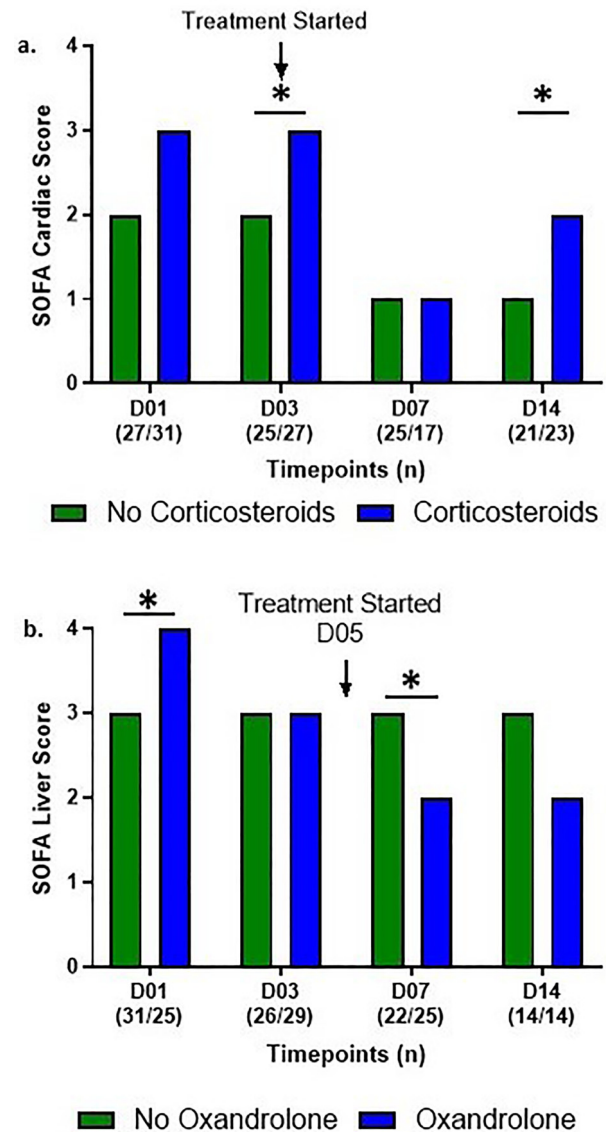 Treatment Started
a.
4
3
2
1
0
SOFA Cardiac Score
*
*
D01 D03 D07 D14
(27/31) (25/27) (25/17) (21/23)
Timepoints (n)
No Corticosteroids Corticosteroids
b.
Treatment Started
D05
4
3
2
1
0
SOFA Liver Score
*
*
D01 D03 D07 D14
(31/25) (26/29) (22/25) (14/14)
Timepoints (n)
No Oxandrolone Oxandrolone